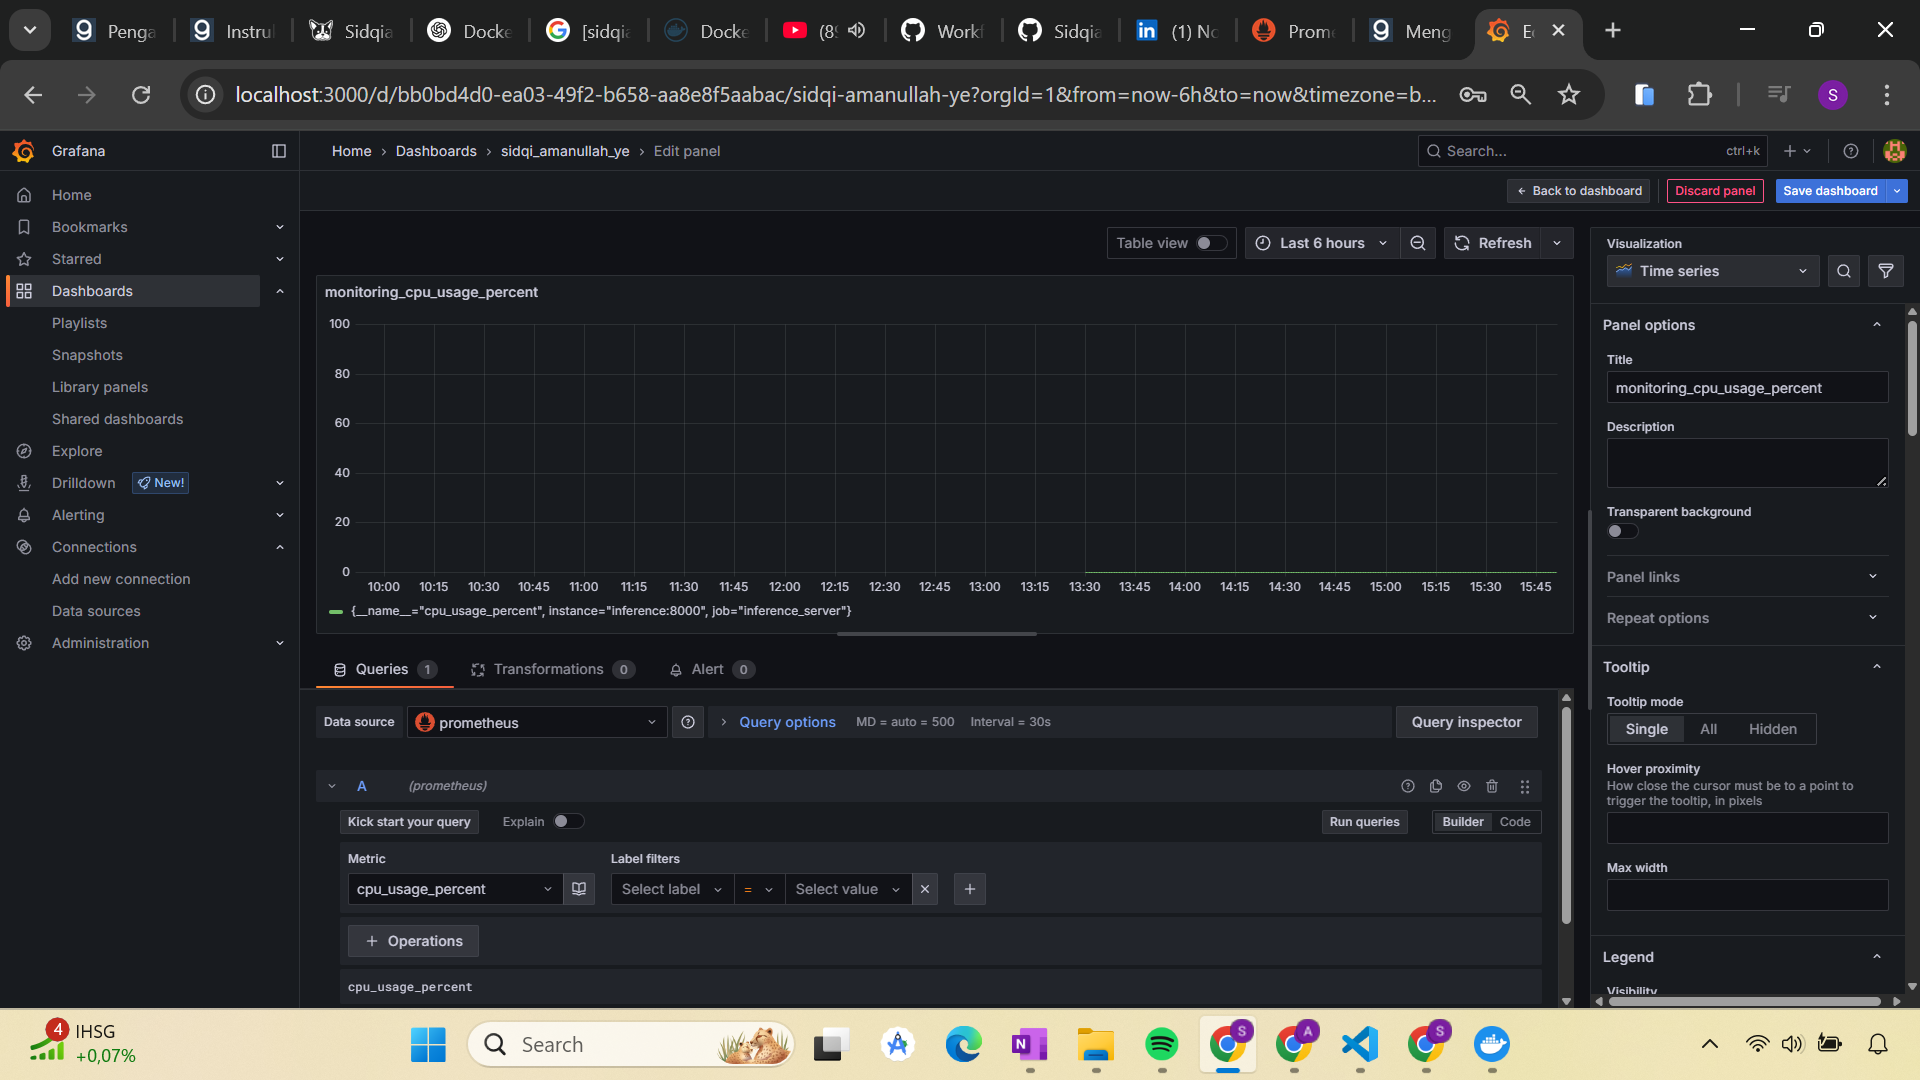 Penga
Instrul
Sidqia
Docke
[sidqia
Docke
(89
Workf
Sidqia
(1) No
Prome
Meng
Ec
localhost:3000/d/bb0bd4d0-ea03-49f2-b658-aa8e8f5aabac/sidqi-amanullah-ye?orgId=1&from=now-6h&to=now&timezone=b...
S
Grafana
Home › Dashboards › sidqi_amanullah_ye › Edit panel
Search... ctrl+k
Back to dashboard
Discard panel
Save dashboard
Home
Bookmarks
Starred
Dashboards
Playlists
Snapshots
Library panels
Shared dashboards
Explore
Drilldown New!
Alerting
Connections
Add new connection
Data sources
Administration
Table view
Last 6 hours
Refresh
monitoring_cpu_usage_percent
100
80
60
40
20
0
10:00 10:15 10:30 10:45 11:00 11:15 11:30 11:45 12:00 12:15 12:30 12:45 13:00 13:15 13:30 13:45 14:00 14:15 14:30 14:45 15:00 15:15 15:30 15:45
{__name__="cpu_usage_percent", instance="inference:8000", job="inference_server"}
Queries 1
Transformations 0
Alert 0
Data source
prometheus
Query options MD = auto = 500 Interval = 30s
Query inspector
A (prometheus)
Kick start your query
Explain
Run queries
Builder Code
Metric
Label filters
cpu_usage_percent
Select label = Select value
+ Operations
cpu_usage_percent
Visualization
Time series
Panel options
Title
monitoring_cpu_usage_percent
Description
Transparent background
Panel links
Repeat options
Tooltip
Tooltip mode
Single All Hidden
Hover proximity
How close the cursor must be to a point to
trigger the tooltip, in pixels
Max width
Legend
Visibility
4
IHSG
+0,07%
Search
N
S
A
S